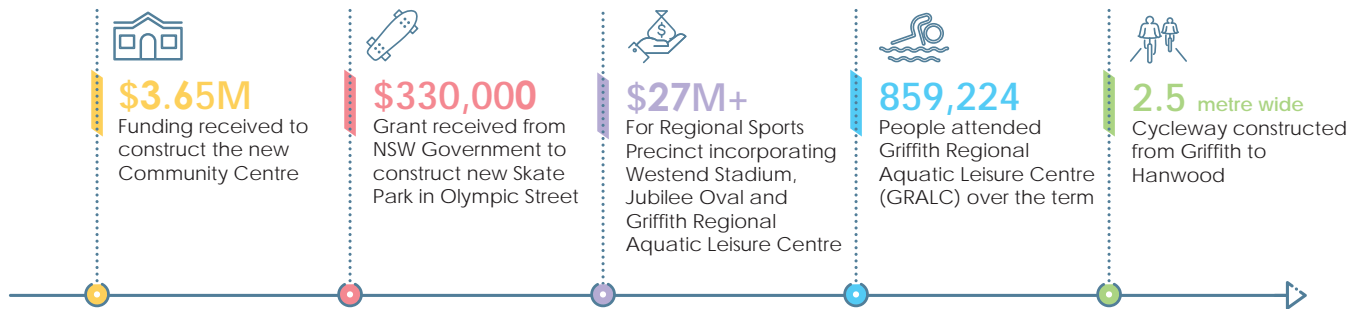 $3.65M
Funding received to
construct the new
Community Centre
$330,000
Grant received from
NSW Government to
construct new Skate
Park in Olympic Street
$
$27M+
For Regional Sports
Precinct incorporating
Westend Stadium,
Jubilee Oval and
Griffith Regional
Aquatic Leisure Centre
859,224
People attended
Griffith Regional
Aquatic Leisure Centre
(GRALC) over the term
2.5 metre wide
Cycleway constructed
from Griffith to
Hanwood